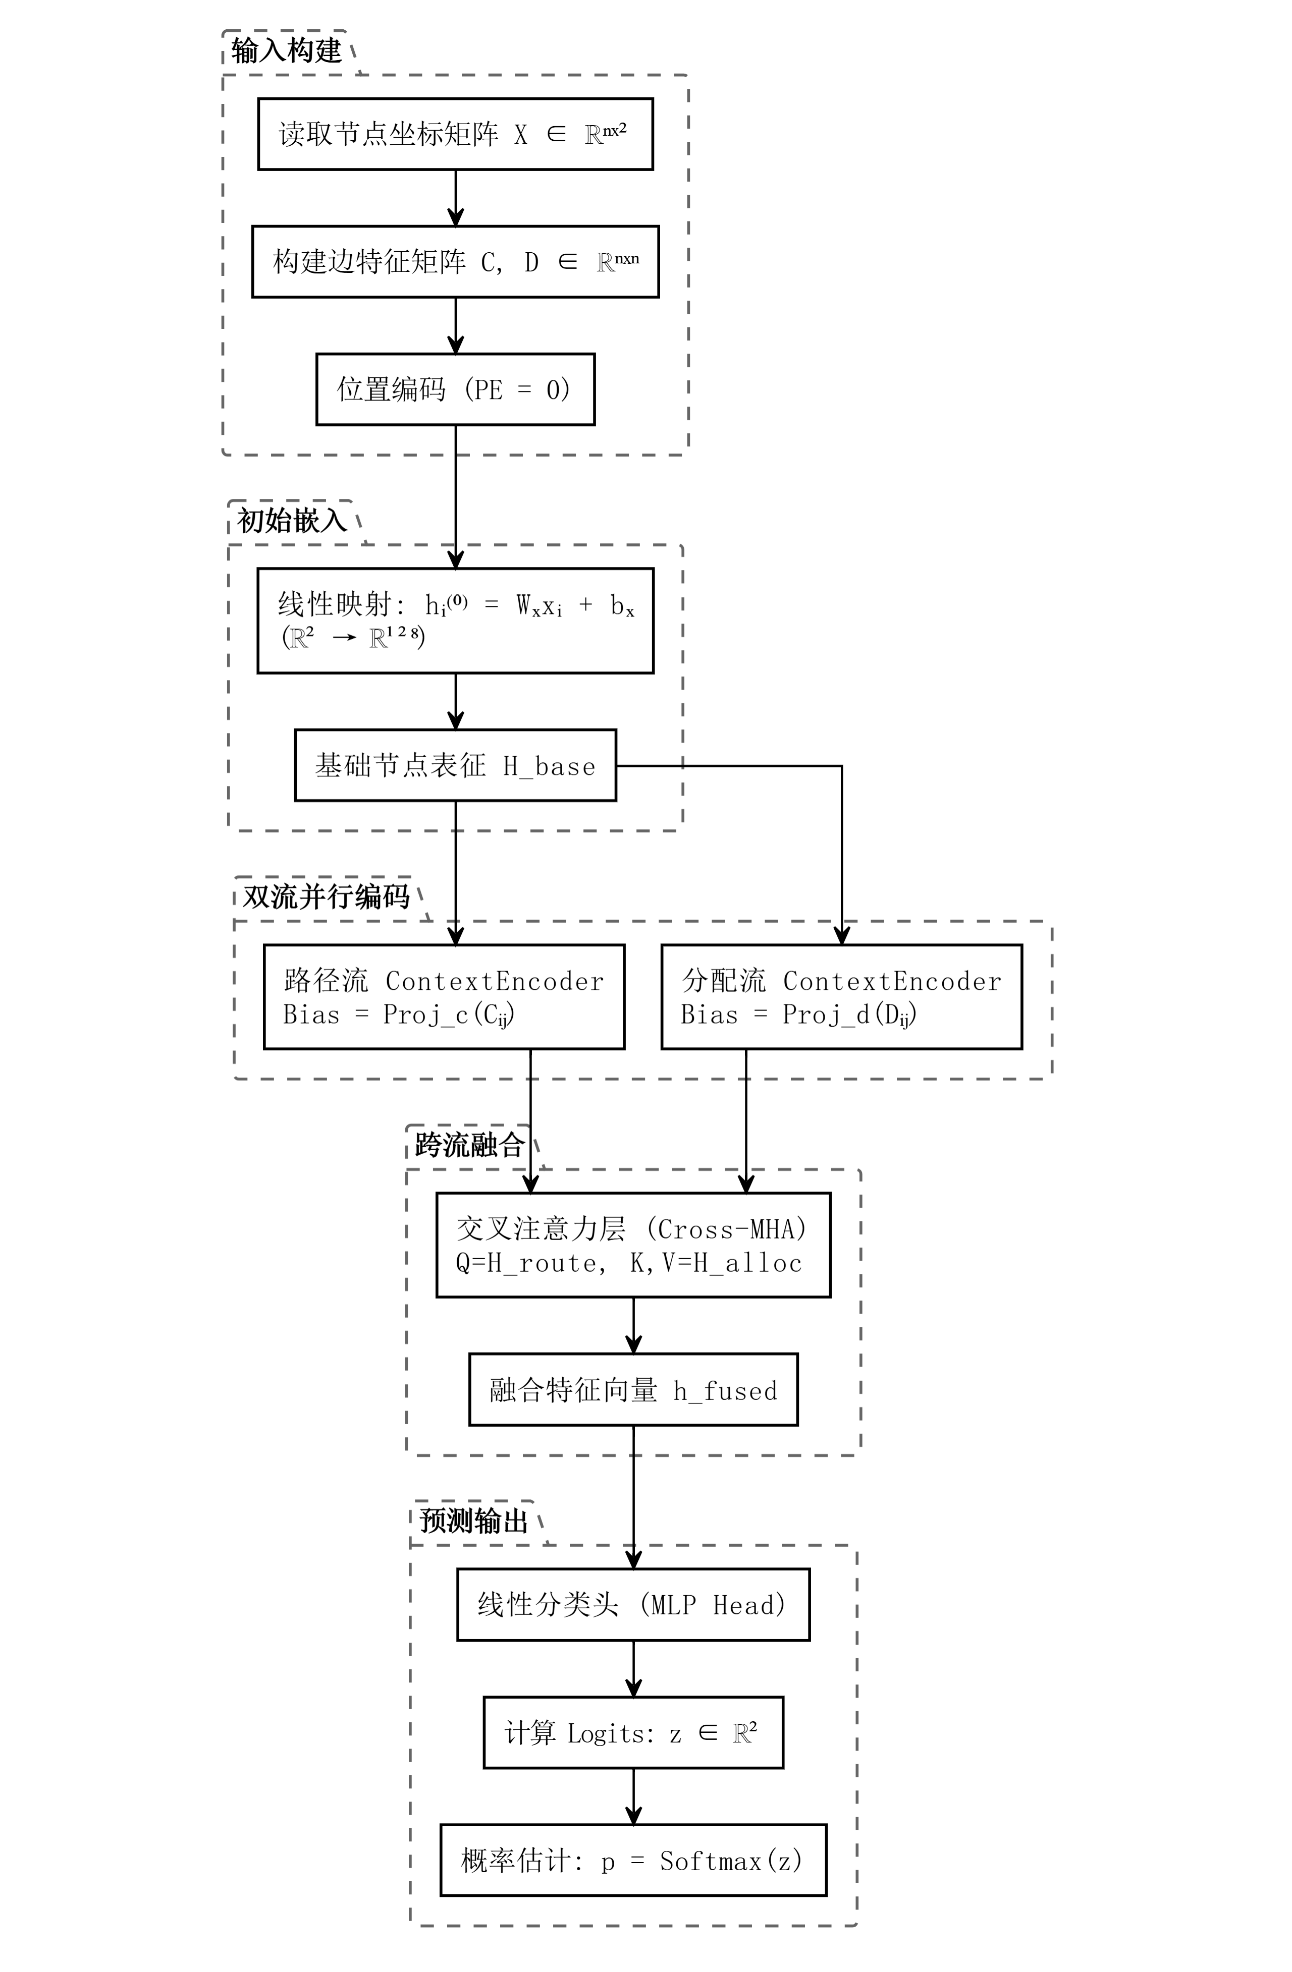 输入构建
读取节点坐标矩阵 X ∈ ℝⁿˣ²
构建边特征矩阵 C, D ∈ ℝⁿˣⁿ
位置编码 (PE = 0)
初始嵌入
线性映射: hᵢ⁽⁰⁾ = Wₓxᵢ + bₓ
(ℝ² → ℝ¹²⁸)
基础节点表征 H_base
双流并行编码
路径流 ContextEncoder
Bias = Proj_c(Cᵢⱼ)
分配流 ContextEncoder
Bias = Proj_d(Dᵢⱼ)
跨流融合
交叉注意力层 (Cross-MHA)
Q=H_route, K,V=H_alloc
融合特征向量 h_fused
预测输出
线性分类头 (MLP Head)
计算 Logits: z ∈ ℝ²
概率估计: p = Softmax(z)